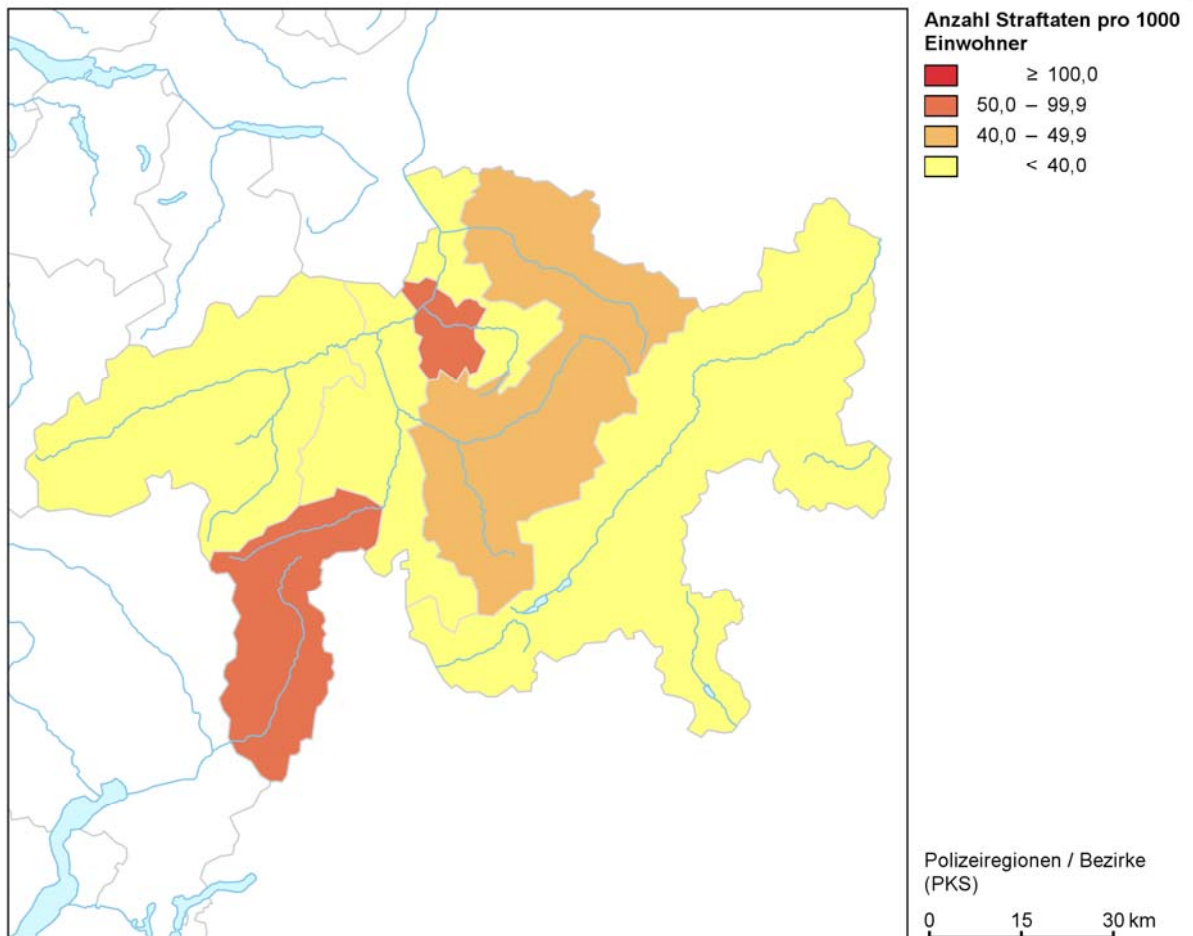 Anzahl Straftaten pro 1000
Einwohner
≥ 100,0
50,0 – 99,9
40,0 – 49,9
< 40,0
Polizeiregionen / Bezirke
(PKS)
0 15 30 km